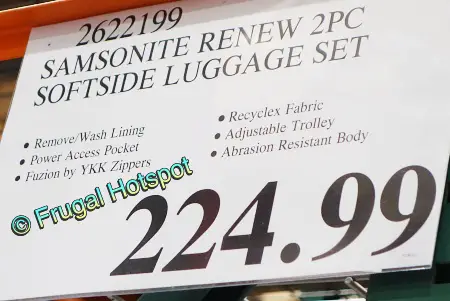 2622199
SAMSONITE RENEW 2PC
SOFTSIDE LUGGAGE SET
• Remove/Wash Lining
• Power Access Pocket
• Fuzion by YKK Zippers
• Recyclex Fabric
• Adjustable Trolley
• Abrasion Resistant Body
© Frugal Hotspot
224.99